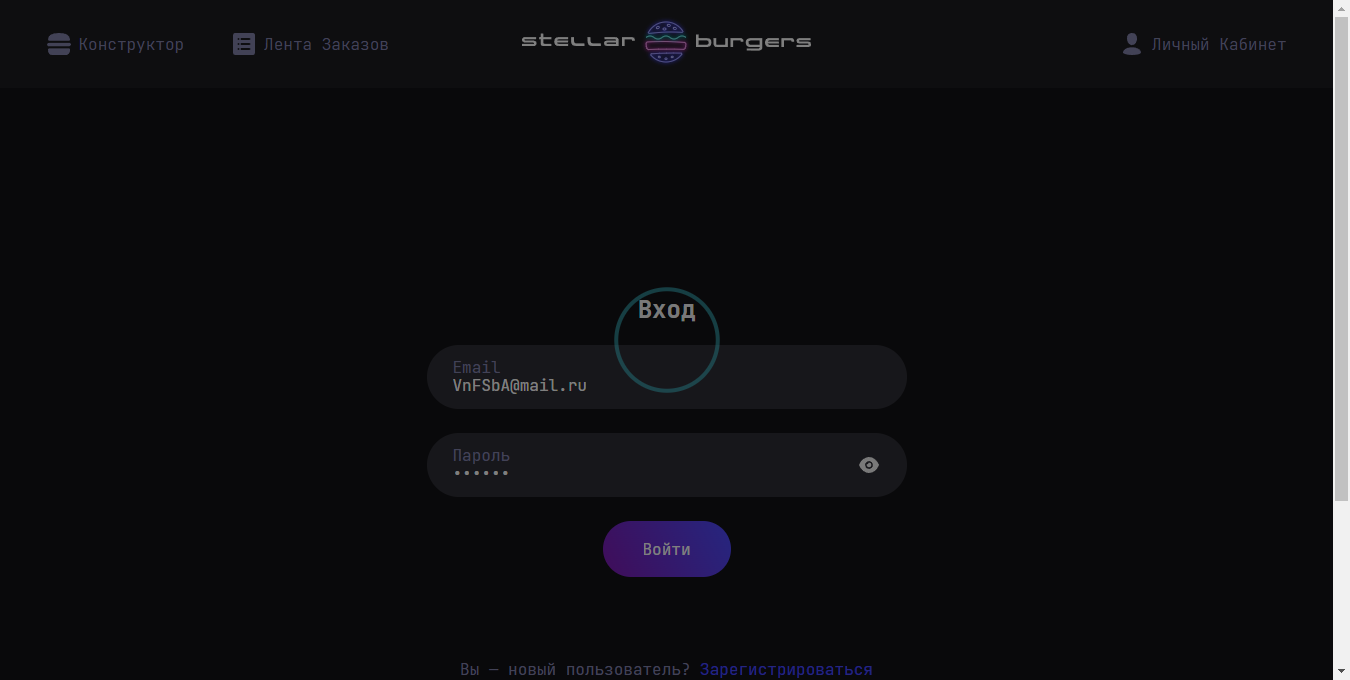 Конструктор
Лента Заказов
stellar burgers
Личный Кабинет
Вход
Email
VnFSbA@mail.ru
Пароль
••••••
Войти
Вы — новый пользователь? Зарегистрироваться